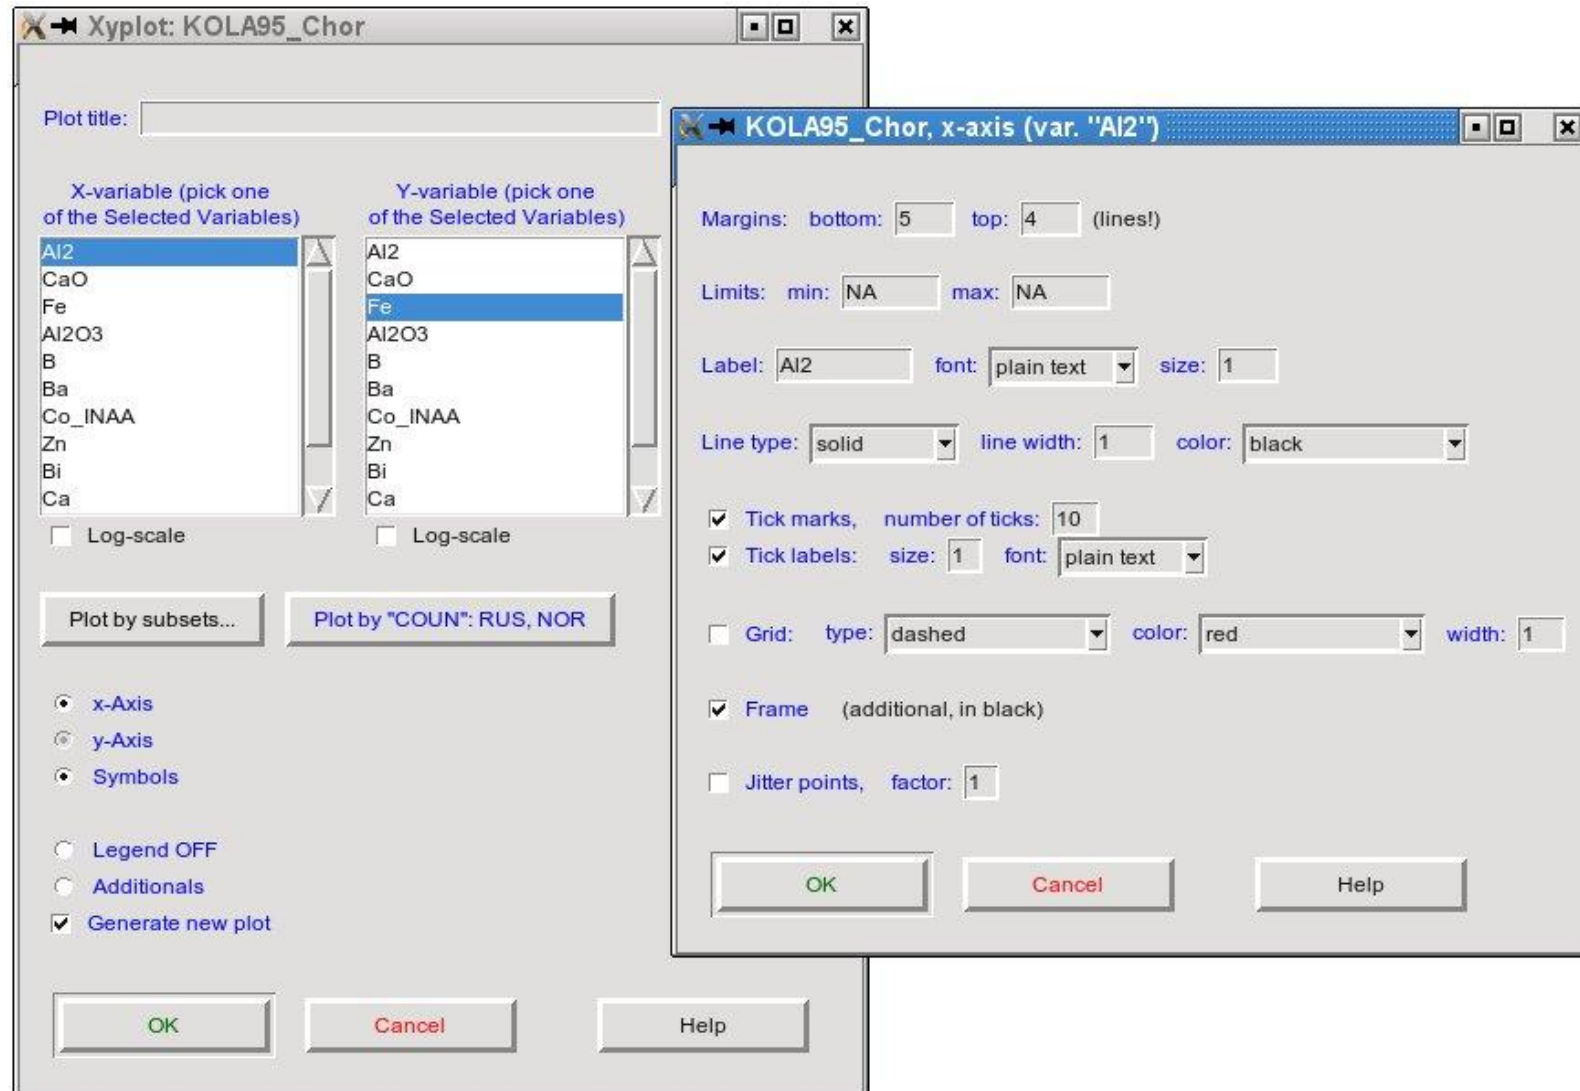 Xyplot: KOLA95_Chor
Plot title:
X-variable (pick one
of the Selected Variables)
Y-variable (pick one
of the Selected Variables)
Al2
CaO
Fe
Al2O3
B
Ba
Co_INAA
Zn
Bi
Ca
Al2
CaO
Fe
Al2O3
B
Ba
Co_INAA
Zn
Bi
Ca
Log-scale
Log-scale
Plot by subsets...
Plot by "COUN": RUS, NOR
x-Axis
y-Axis
Symbols
Legend OFF
Additionals
Generate new plot
OK Cancel Help
KOLA95_Chor, x-axis (var. "Al2")
Margins: bottom: 5 top: 4 (lines!)
Limits: min: NA max: NA
Label: Al2 font: plain text size: 1
Line type: solid line width: 1 color: black
Tick marks, number of ticks: 10
Tick labels: size: 1 font: plain text
Grid: type: dashed color: red width: 1
Frame (additional, in black)
Jitter points, factor: 1
OK Cancel Help